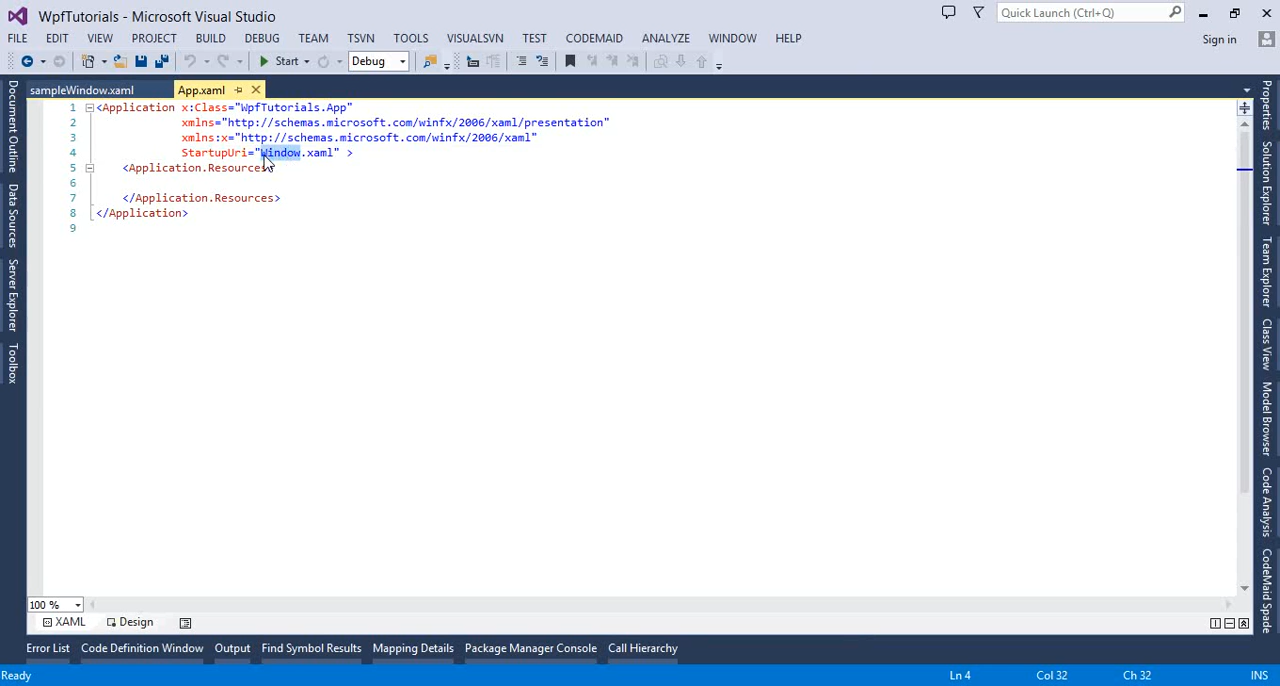 WpfTutorials - Microsoft Visual Studio
Quick Launch (Ctrl+Q)
FILE EDIT VIEW PROJECT BUILD DEBUG TEAM TSVN TOOLS VISUALSVN TEST CODEMAID ANALYZE WINDOW HELP
Sign in
Start Debug
sampleWindow.xaml App.xaml
1 <Application x:Class="WpfTutorials.App"
2 xmlns="http://schemas.microsoft.com/winfx/2006/xaml/presentation"
3 xmlns:x="http://schemas.microsoft.com/winfx/2006/xaml"
4 StartupUri="Window.xaml" >
5 <Application.Resources>
6
7 </Application.Resources>
8 </Application>
9
Document Outline
Data Sources
Server Explorer
Toolbox
Properties
Solution Explorer
Team Explorer
Class View
Model Browser
Code Analysis
CodeMaid Spade
100 %
XAML Design
Error List Code Definition Window Output Find Symbol Results Mapping Details Package Manager Console Call Hierarchy
Ready Ln 4 Col 32 Ch 32 INS